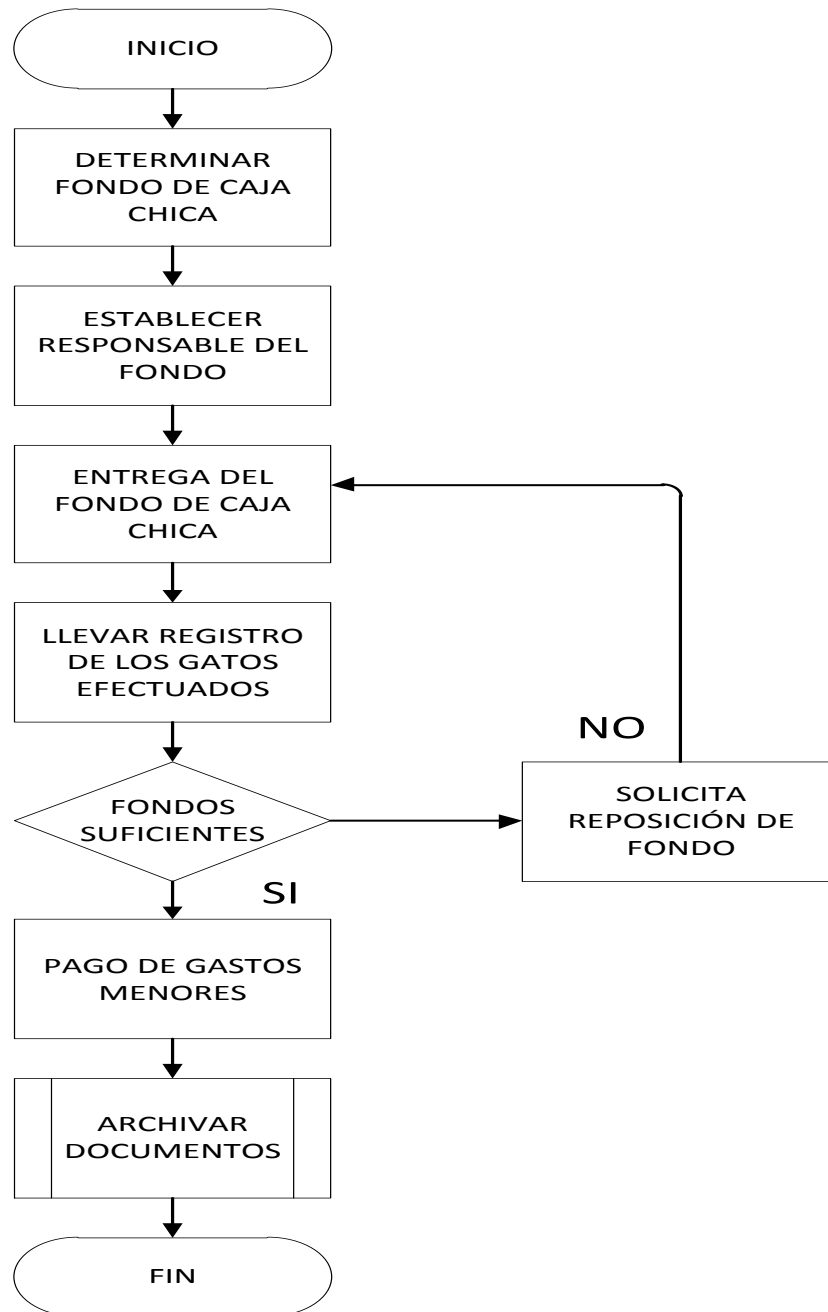 INICIO
DETERMINAR
FONDO DE CAJA
CHICA
ESTABLECER
RESPONSABLE DEL
FONDO
ENTREGA DEL
FONDO DE CAJA
CHICA
LLEVAR REGISTRO
DE LOS GATOS
EFECTUADOS
NO
FONDOS
SUFICIENTES
SOLICITA
REPOSICIÓN DE
FONDO
SI
PAGO DE GASTOS
MENORES
ARCHIVAR
DOCUMENTOS
FIN